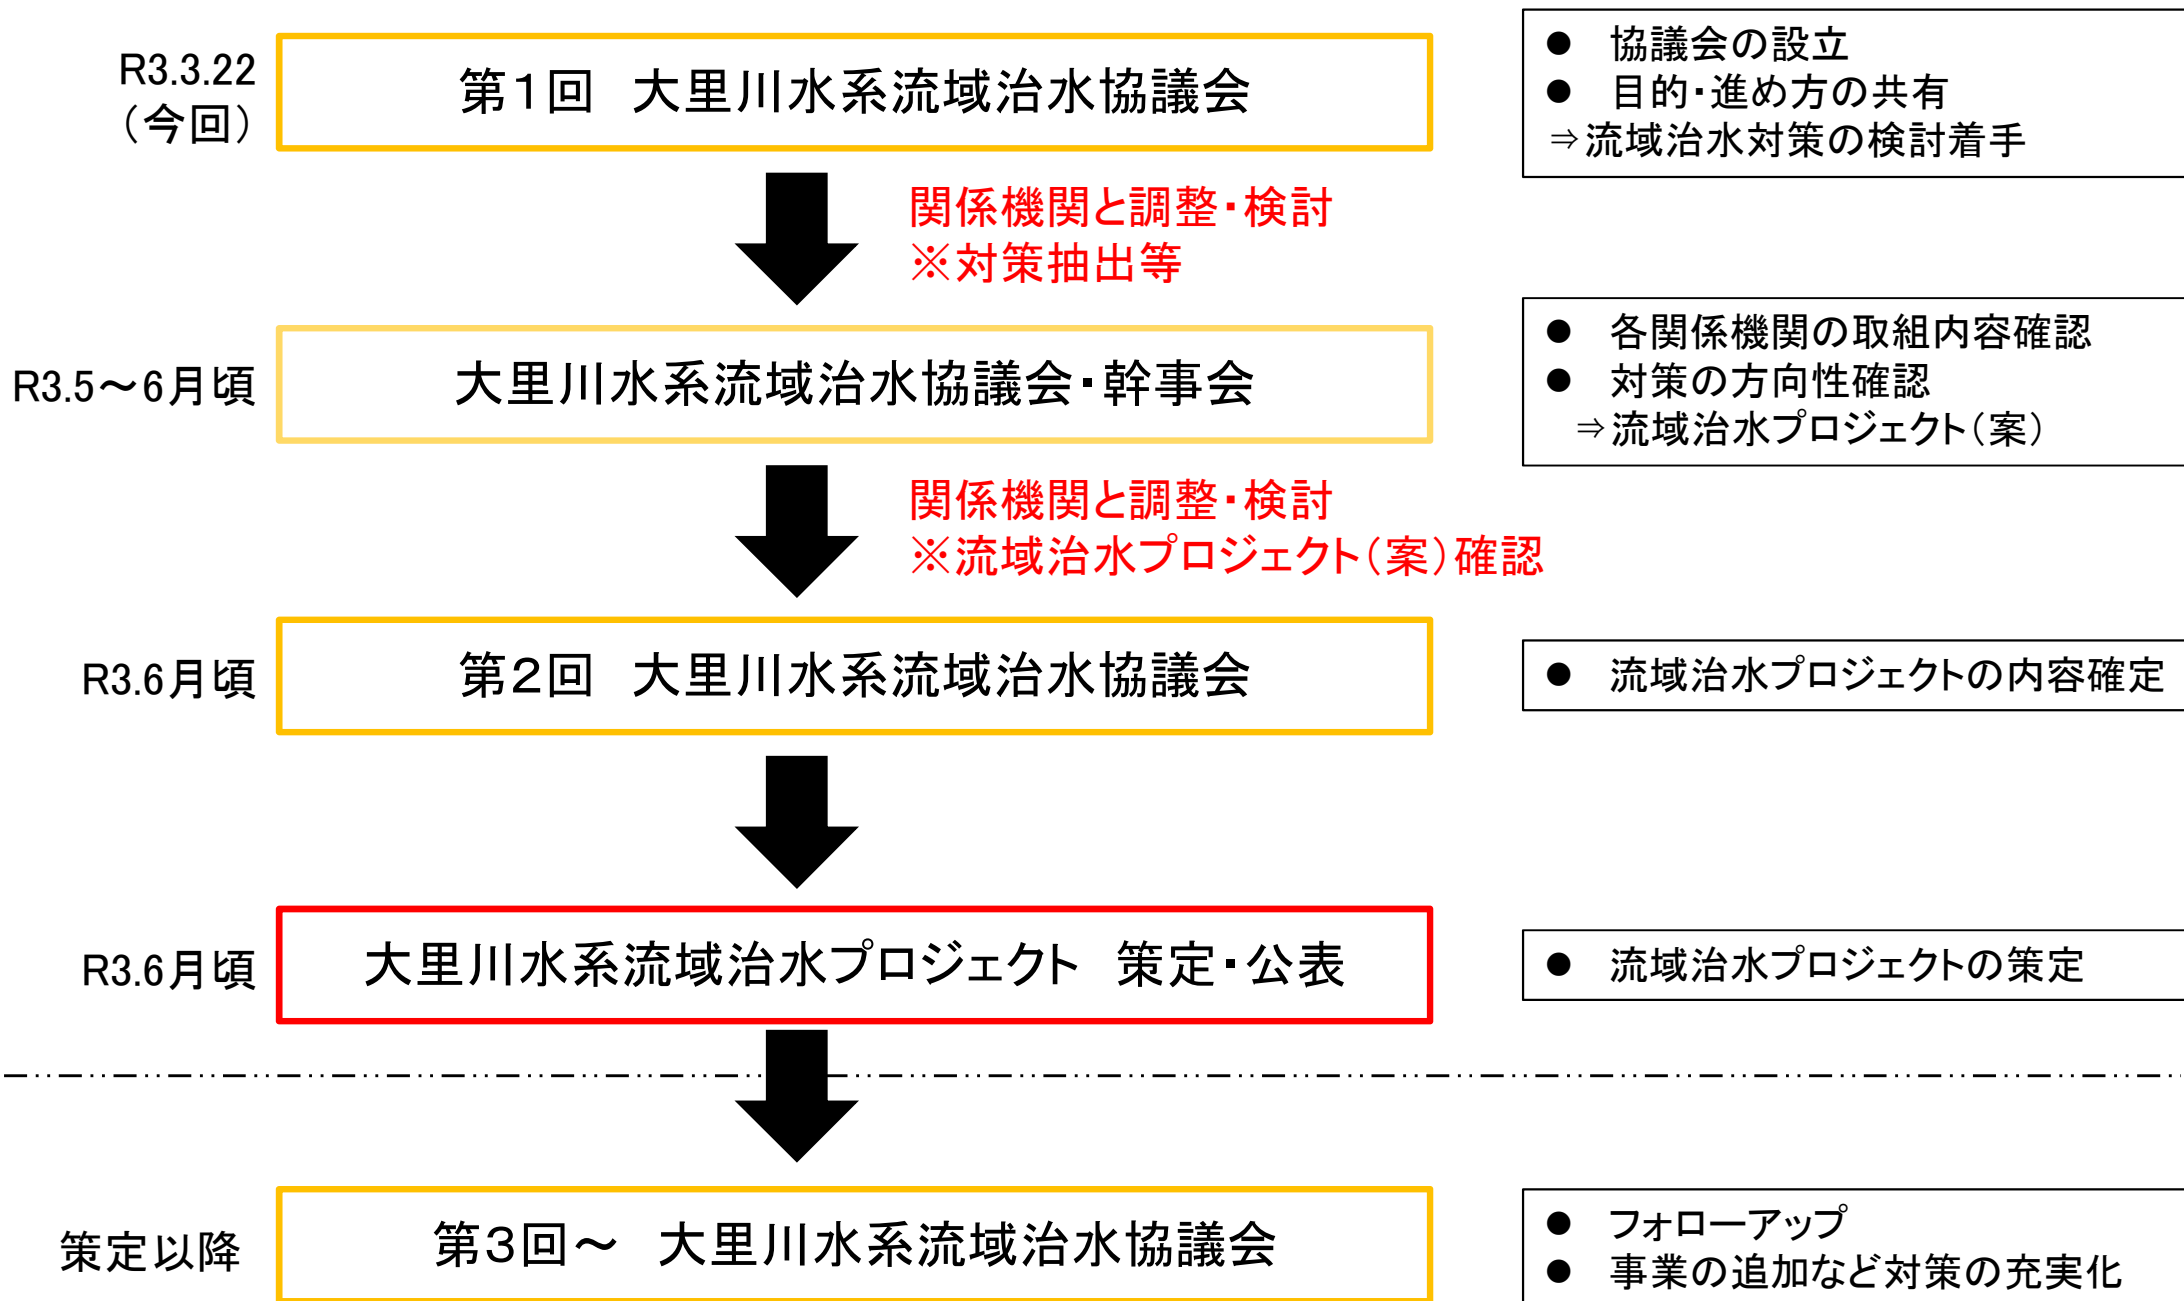 R3.3.22
（今回）
第１回　大里川水系流域治水協議会
● 協議会の設立
● 目的・進め方の共有
⇒流域治水対策の検討着手
関係機関と調整・検討
※対策抽出等
R3.5～6月頃
大里川水系流域治水協議会・幹事会
● 各関係機関の取組内容確認
● 対策の方向性確認
⇒流域治水プロジェクト（案）
関係機関と調整・検討
※流域治水プロジェクト（案）確認
R3.6月頃
第２回　大里川水系流域治水協議会
● 流域治水プロジェクトの内容確定
R3.6月頃
大里川水系流域治水プロジェクト　策定・公表
● 流域治水プロジェクトの策定
策定以降
第３回～　大里川水系流域治水協議会
● フォローアップ
● 事業の追加など対策の充実化